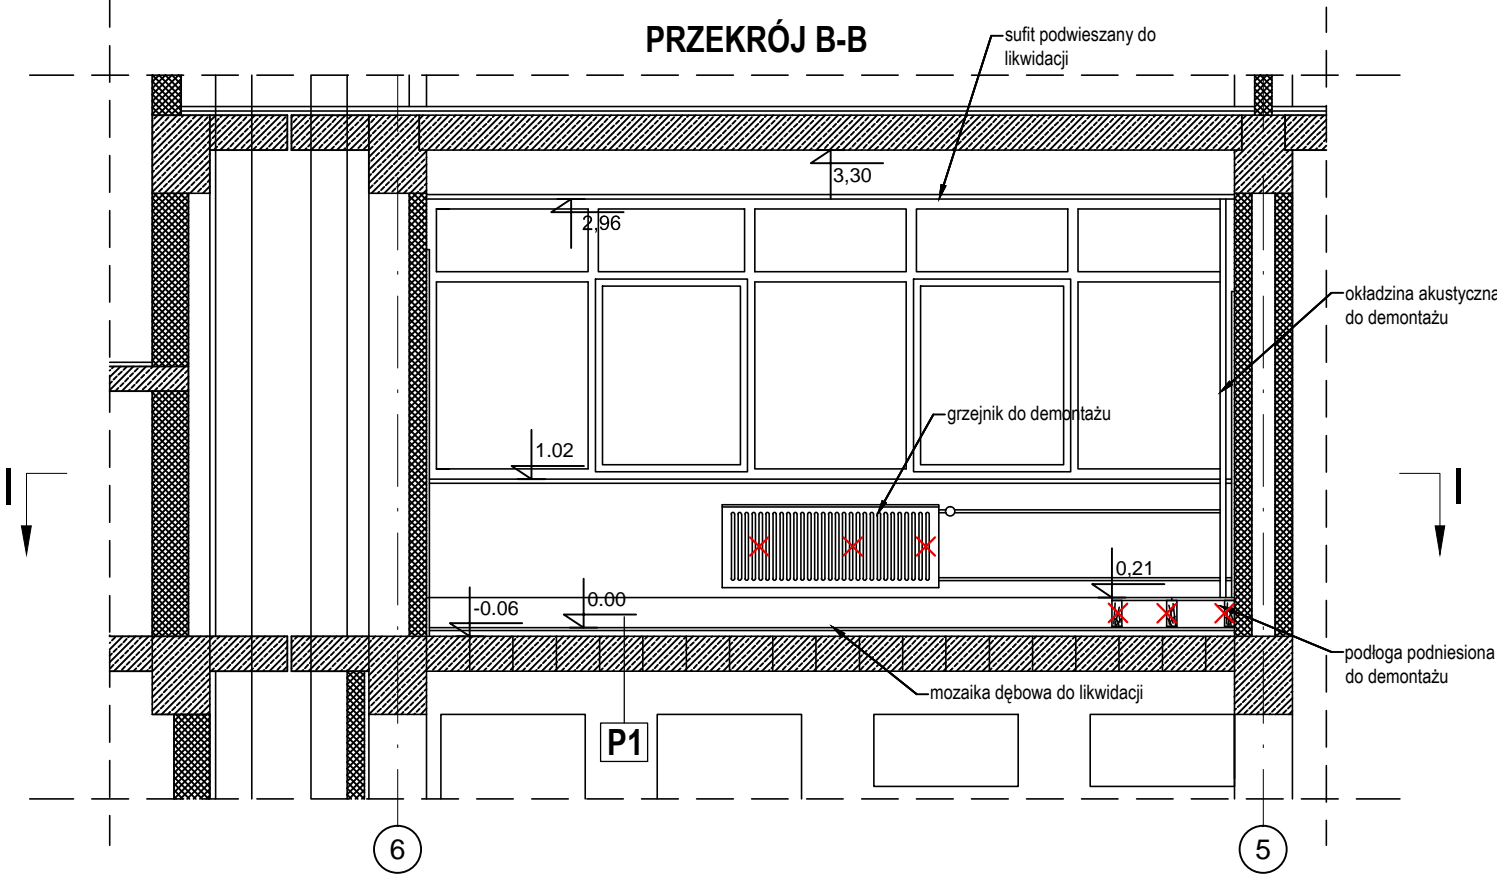 PRZEKRÓJ B-B
sufit podwieszany do
likwidacji
3,30
2,96
okładzina akustyczna
do demontażu
grzejnik do demontażu
1.02
I
I
0,21
-0.06
0.00
podłoga podniesiona
do demontażu
mozaika dębowa do likwidacji
P1
6
5